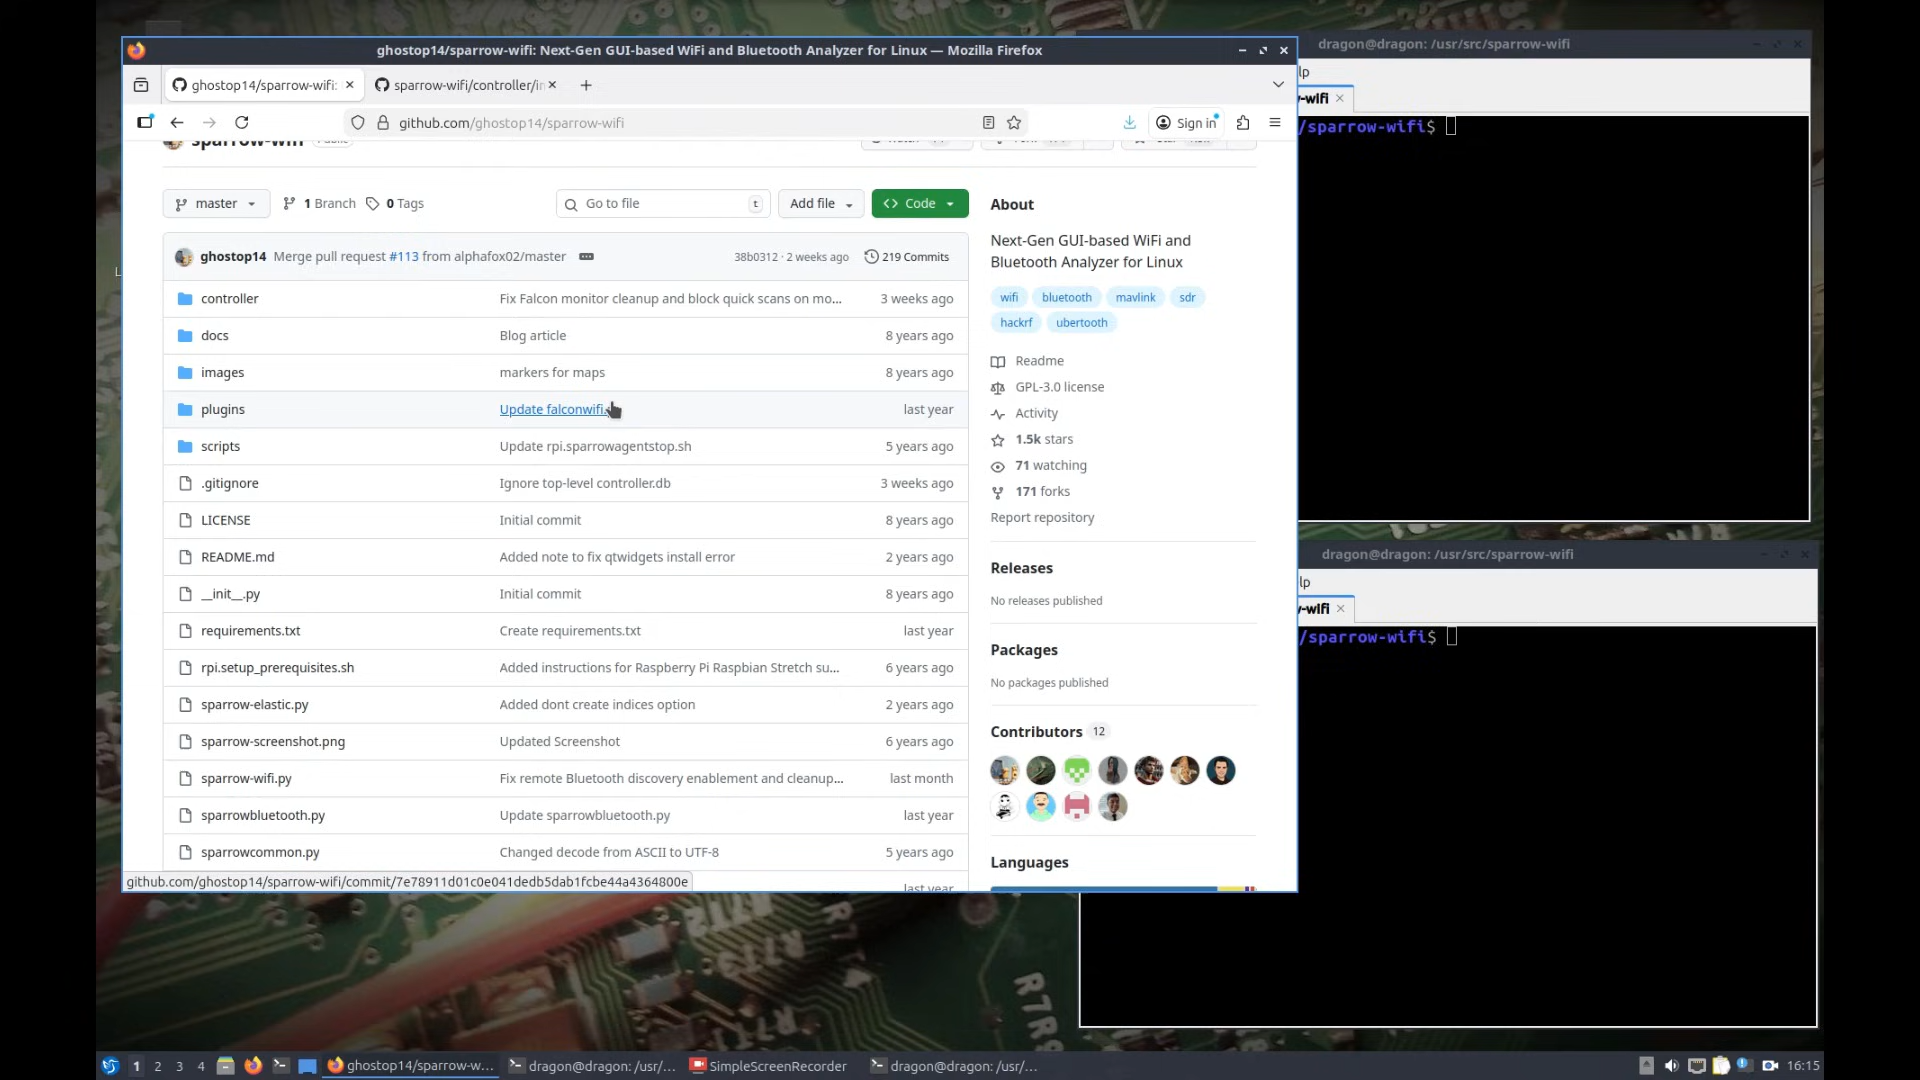 ghostop14/sparrow-wifi: Next-Gen GUI-based WiFi and Bluetooth Analyzer for Linux — Mozilla Firefox
ghostop14/sparrow-wifi:
sparrow-wifi/controller/in
github.com/ghostop14/sparrow-wifi
Sign in
sparrow-wifi
Public
master
1 Branch
0 Tags
Go to file
t
Add file
Code
ghostop14 Merge pull request #113 from alphafox02/master
38b0312 · 2 weeks ago
219 Commits
controller Fix Falcon monitor cleanup and block quick scans on mo... 3 weeks ago
docs Blog article 8 years ago
images markers for maps 8 years ago
plugins Update falconwifi. last year
scripts Update rpi.sparrowagentstop.sh 5 years ago
.gitignore Ignore top-level controller.db 3 weeks ago
LICENSE Initial commit 8 years ago
README.md Added note to fix qtwidgets install error 2 years ago
__init__.py Initial commit 8 years ago
requirements.txt Create requirements.txt last year
rpi.setup_prerequisites.sh Added instructions for Raspberry Pi Raspbian Stretch su... 6 years ago
sparrow-elastic.py Added dont create indices option 2 years ago
sparrow-screenshot.png Updated Screenshot 6 years ago
sparrow-wifi.py Fix remote Bluetooth discovery enablement and cleanup... last month
sparrowbluetooth.py Update sparrowbluetooth.py last year
sparrowcommon.py Changed decode from ASCII to UTF-8 5 years ago
last year
github.com/ghostop14/sparrow-wifi/commit/7e78911d01c0e041dedb5dab1fcbe44a4364800e
About
Next-Gen GUI-based WiFi and
Bluetooth Analyzer for Linux
wifi bluetooth mavlink sdr
hackrf ubertooth
Readme
GPL-3.0 license
Activity
1.5k stars
71 watching
171 forks
Report repository
Releases
No releases published
Packages
No packages published
Contributors 12
Languages
dragon@dragon: /usr/src/sparrow-wifi
lp
-wifi
/sparrow-wifi$
dragon@dragon: /usr/src/sparrow-wifi
lp
-wifi
/sparrow-wifi$
R7R
1 2 3 4
ghostop14/sparrow-w...
dragon@dragon: /usr/...
SimpleScreenRecorder
dragon@dragon: /usr/...
16:15